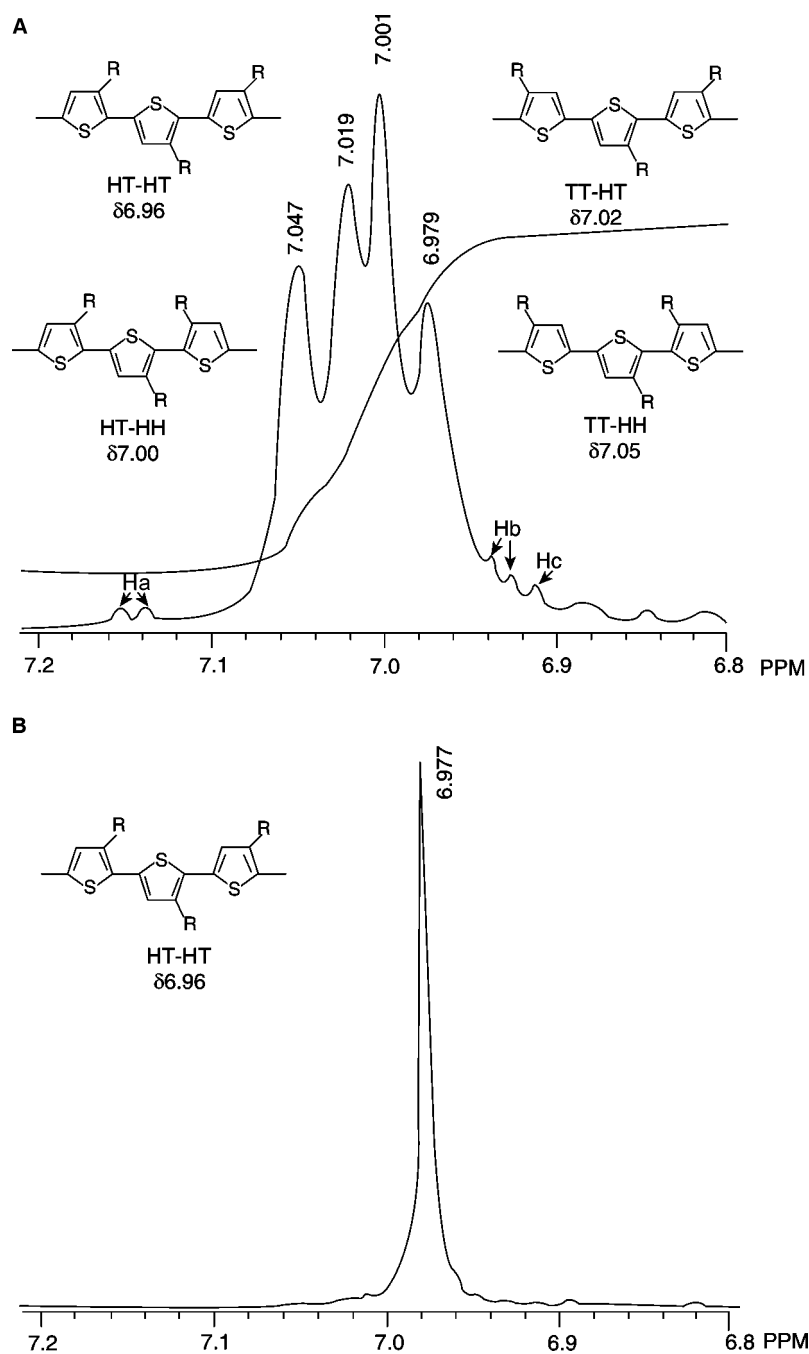 A
R
R
S
S
S
R
HT-HT
δ6.96
7.047
7.019
7.001
6.979
R
R
S
S
S
R
TT-HT
δ7.02
R
R
S
S
S
R
HT-HH
δ7.00
R
R
S
S
S
R
TT-HH
δ7.05
Ha
Hb
Hc
7.2 7.1 7.0 6.9 6.8 PPM
B
6.977
R
R
S
S
S
R
HT-HT
δ6.96
7.2 7.1 7.0 6.9 6.8 PPM